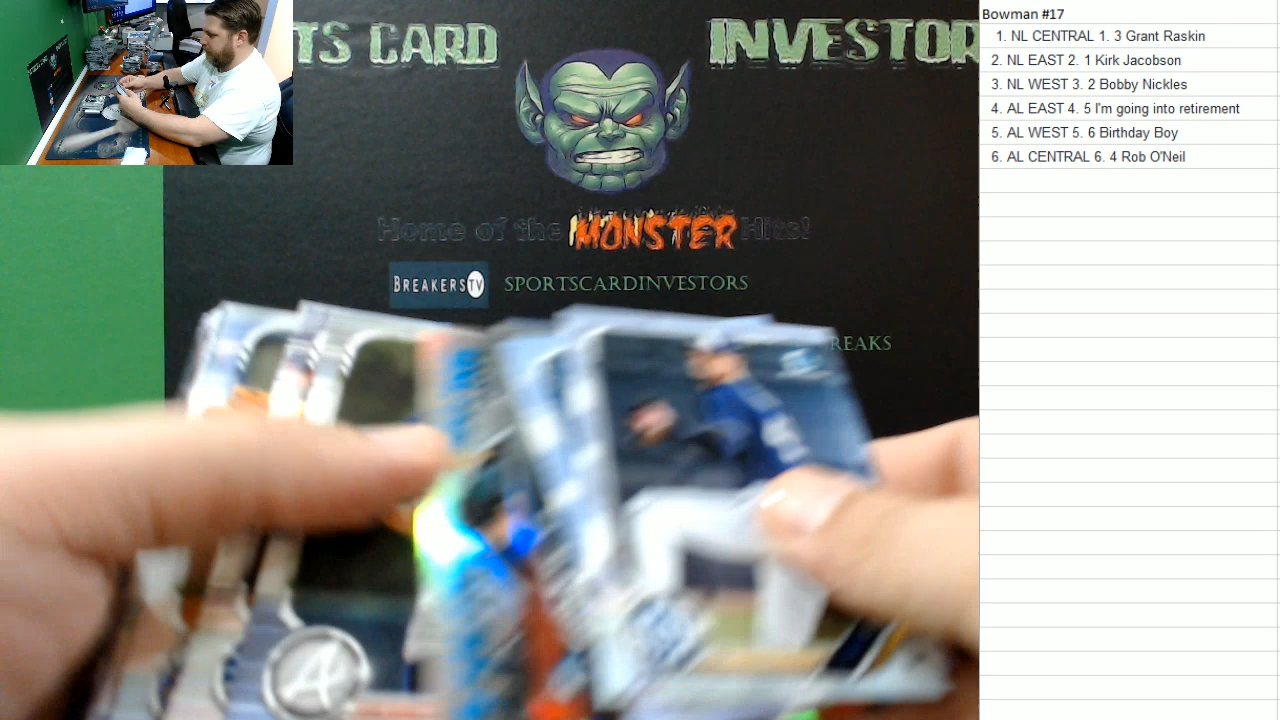 TS CARD INVESTOR
Home of the MONSTER Hits!
BREAKERSTV SPORTSCARDINVESTORS
REAKS
A
Bowman #17
1. NL CENTRAL 1. 3 Grant Raskin
2. NL EAST 2. 1 Kirk Jacobson
3. NL WEST 3. 2 Bobby Nickles
4. AL EAST 4. 5 I'm going into retirement
5. AL WEST 5. 6 Birthday Boy
6. AL CENTRAL 6. 4 Rob O'Neil